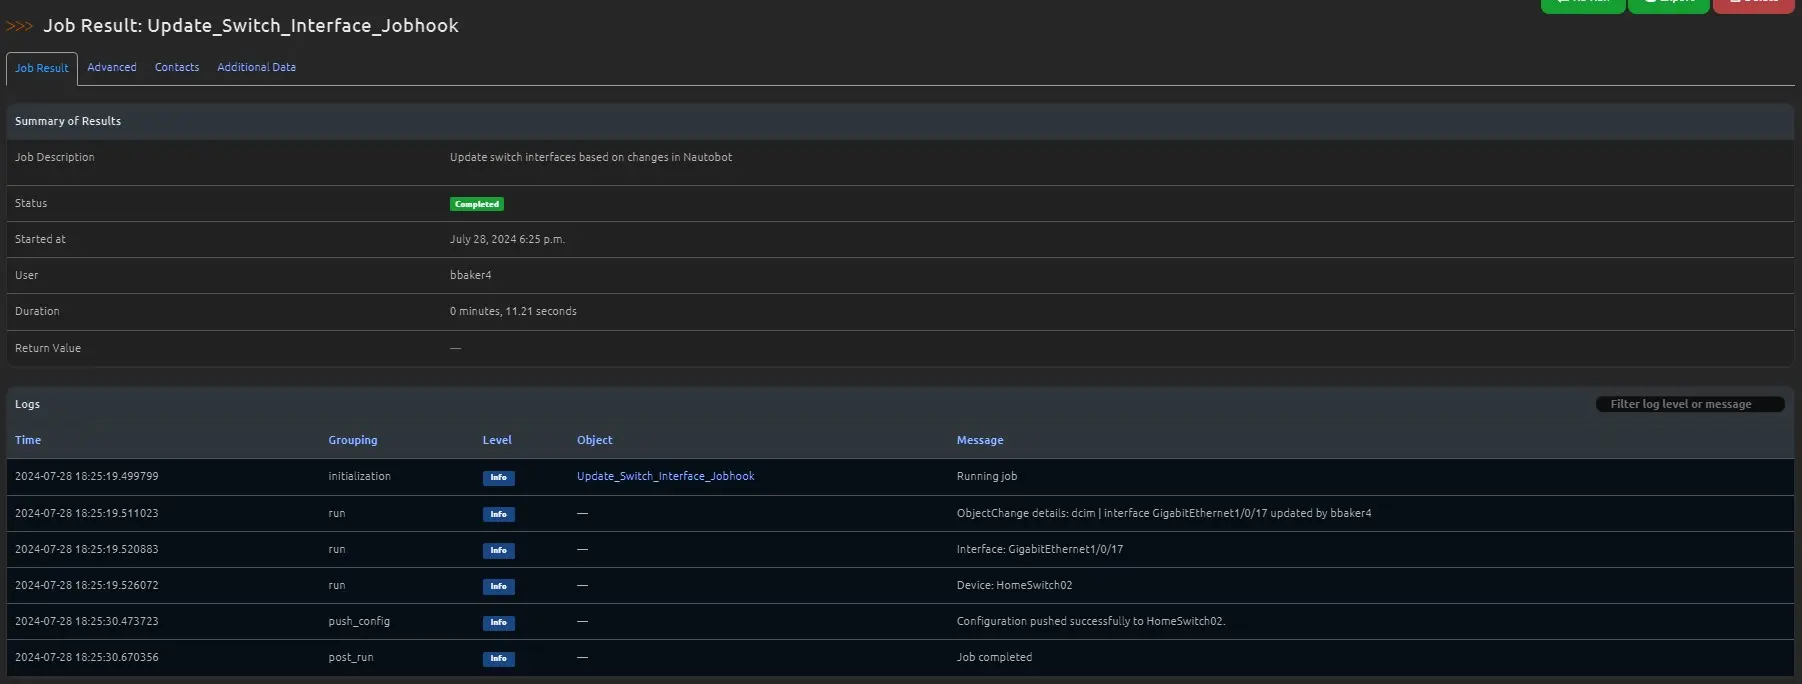 >>> Job Result: Update_Switch_Interface_Jobhook
Job Result Advanced Contacts Additional Data
Summary of Results
Job Description Update switch interfaces based on changes in Nautobot
Status Completed
Started at July 28, 2024 6:25 p.m.
User bbaker4
Duration 0 minutes, 11.21 seconds
Return Value —
Logs Filter log level or message
Time Grouping Level Object Message
2024-07-28 18:25:19.499799 initialization Info Update_Switch_Interface_Jobhook Running job
2024-07-28 18:25:19.511023 run Info — ObjectChange details: dcim | interface GigabitEthernet1/0/17 updated by bbaker4
2024-07-28 18:25:19.520883 run Info — Interface: GigabitEthernet1/0/17
2024-07-28 18:25:19.526072 run Info — Device: HomeSwitch02
2024-07-28 18:25:30.473723 push_config Info — Configuration pushed successfully to HomeSwitch02.
2024-07-28 18:25:30.670356 post_run Info — Job completed